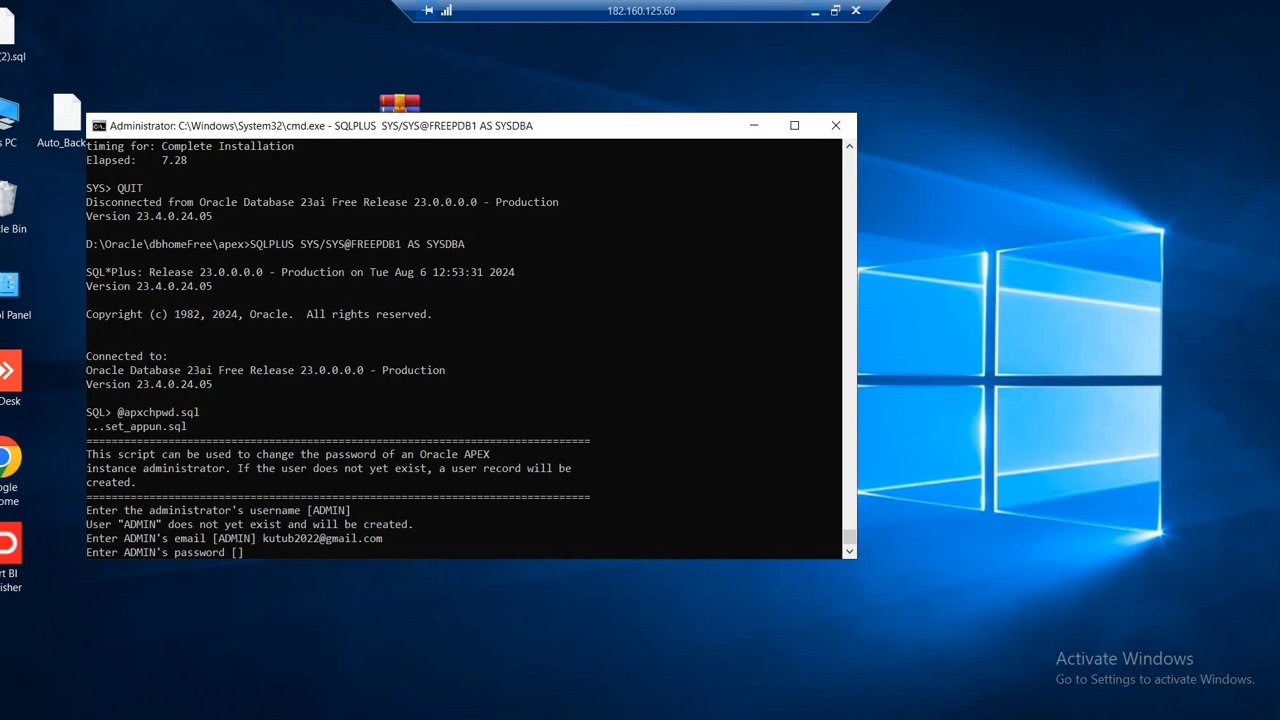 182.160.125.60
(2).sql
PC
Auto_Back
le Bin
ol Panel
Desk
ogle
ome
rt BI
isher
Administrator: C:\Windows\System32\cmd.exe - SQLPLUS  SYS/SYS@FREEPDB1 AS SYSDBA
timing for: Complete Installation
Elapsed:    7.28
SYS> QUIT
Disconnected from Oracle Database 23ai Free Release 23.0.0.0.0 - Production
Version 23.4.0.24.05
D:\Oracle\dbhomeFree\apex>SQLPLUS SYS/SYS@FREEPDB1 AS SYSDBA
SQL*Plus: Release 23.0.0.0.0 - Production on Tue Aug 6 12:53:31 2024
Version 23.4.0.24.05
Copyright (c) 1982, 2024, Oracle.  All rights reserved.
Connected to:
Oracle Database 23ai Free Release 23.0.0.0.0 - Production
Version 23.4.0.24.05
SQL> @apxchpwd.sql
...set_appun.sql
================================================================================
This script can be used to change the password of an Oracle APEX
instance administrator. If the user does not yet exist, a user record will be
created.
================================================================================
Enter the administrator's username [ADMIN]
User "ADMIN" does not yet exist and will be created.
Enter ADMIN's email [ADMIN] kutub2022@gmail.com
Enter ADMIN's password []
Activate Windows
Go to Settings to activate Windows.